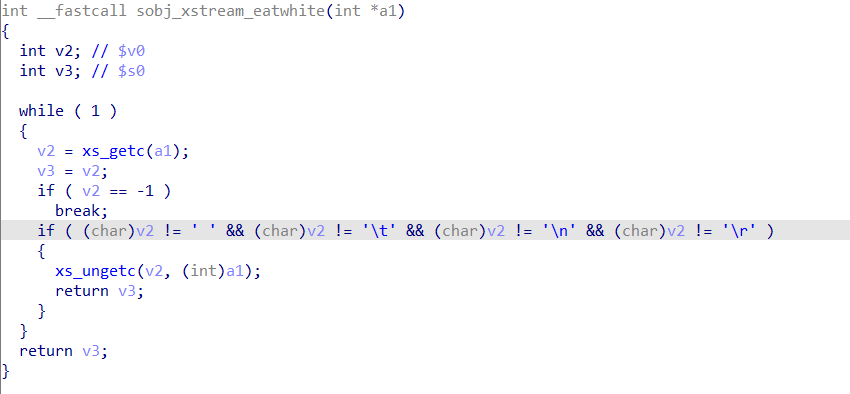 int __fastcall sobj_xstream_eatwhite(int *a1)
{
  int v2; // $v0
  int v3; // $s0

  while ( 1 )
  {
    v2 = xs_getc(a1);
    v3 = v2;
    if ( v2 == -1 )
      break;
    if ( (char)v2 != ' ' && (char)v2 != '\t' && (char)v2 != '\n' && (char)v2 != '\r' )
    {
      xs_ungetc(v2, (int)a1);
      return v3;
    }
  }
  return v3;
}